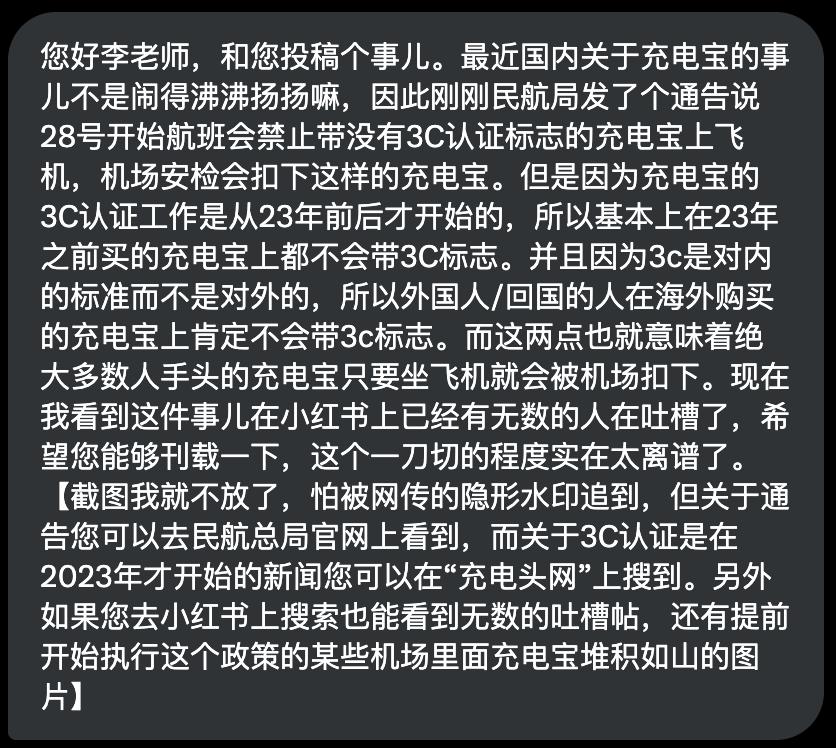 您好李老师，和您投稿个事儿。最近国内关于充电宝的事
儿不是闹得沸沸扬扬嘛，因此刚刚民航局发了个通告说
28号开始航班会禁止带没有3C认证标志的充电宝上飞
机，机场安检会扣下这样的充电宝。但是因为充电宝的
3C认证工作是从23年前后才开始的，所以基本上在23年
之前买的充电宝上都不会带3C标志。并且因为3c是对内
的标准而不是对外的，所以外国人/回国的人在海外购买
的充电宝上肯定不会带3c标志。而这两点也就意味着绝
大多数人手头的充电宝只要坐飞机就会被机场扣下。现在
我看到这件事儿在小红书上已经有无数的人在吐槽了，希
望您能够刊载一下，这个一刀切的程度实在太离谱了。
【截图我就不放了，怕被网传的隐形水印追到，但关于通
告您可以去民航总局官网上看到，而关于3C认证是在
2023年才开始的新闻您可以在“充电头网”上搜到。另外
如果您去小红书上搜索也能看到无数的吐槽帖，还有提前
开始执行这个政策的某些机场里面充电宝堆积如山的图
片】